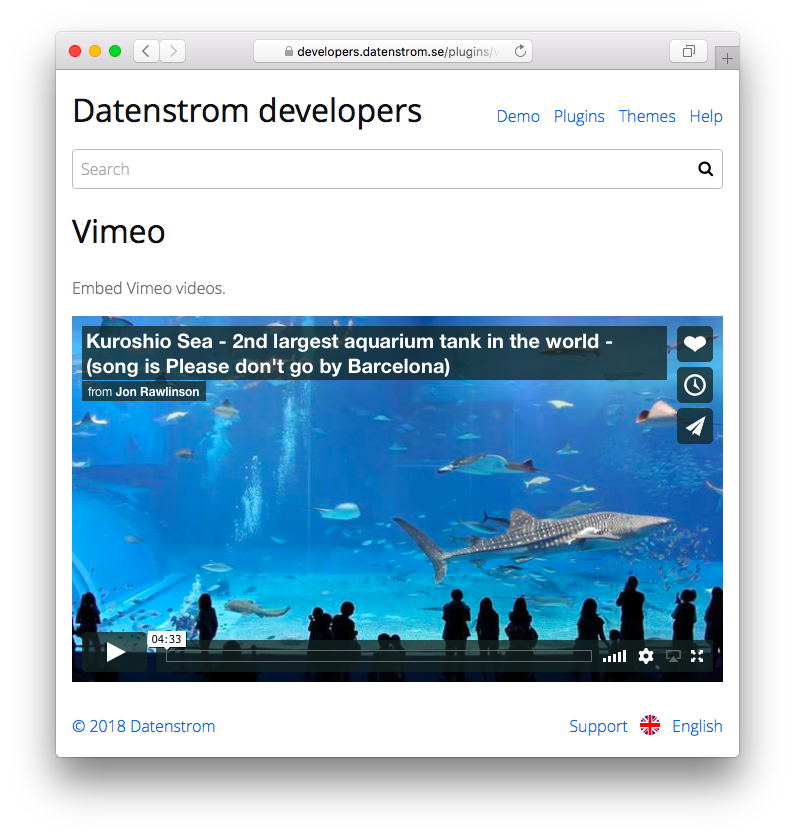 developers.datenstrom.se/plugins/v
Datenstrom developers
Demo Plugins Themes Help
Search
Vimeo
Embed Vimeo videos.
Kuroshio Sea - 2nd largest aquarium tank in the world -
(song is Please don't go by Barcelona)
from Jon Rawlinson
04:33
© 2018 Datenstrom
Support English